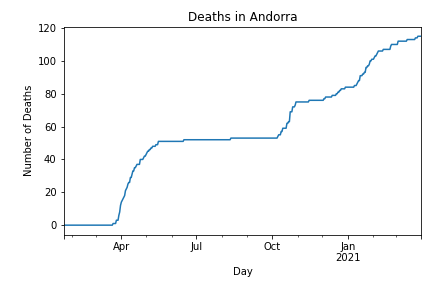 Deaths in Andorra
Number of Deaths
120
100
80
60
40
20
0
Apr
Jul
Oct
Jan
2021
Day